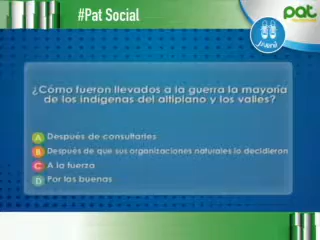 #Pat Social
pat
¿Cómo fueron llevados a la guerra la mayoría
de los indígenas del altiplano y los valles?
A Después de consultarles
B Después de que sus organizaciones naturales lo decidieron
C A la fuerza
D Por las buenas